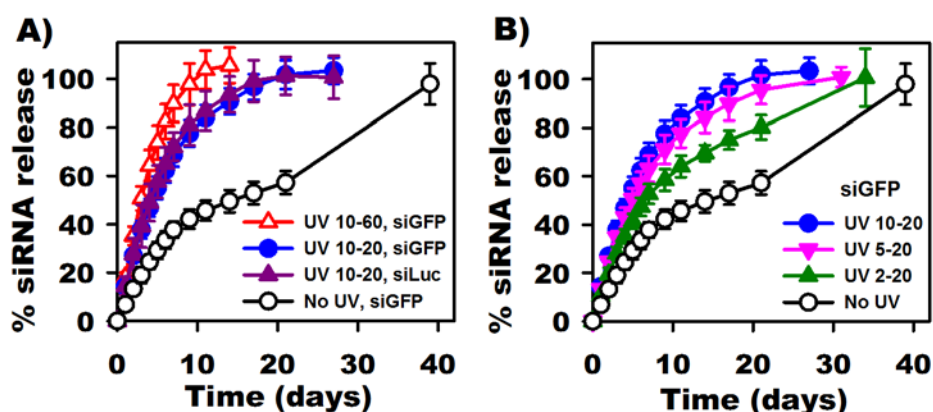 A)
% siRNA release
100
80
60
40
20
0
UV 10-60, siGFP
UV 10-20, siGFP
UV 10-20, siLuc
No UV, siGFP
0 10 20 30 40
Time (days)
B)
% siRNA release
100
80
60
40
20
0
siGFP
UV 10-20
UV 5-20
UV 2-20
No UV
0 10 20 30 40
Time (days)